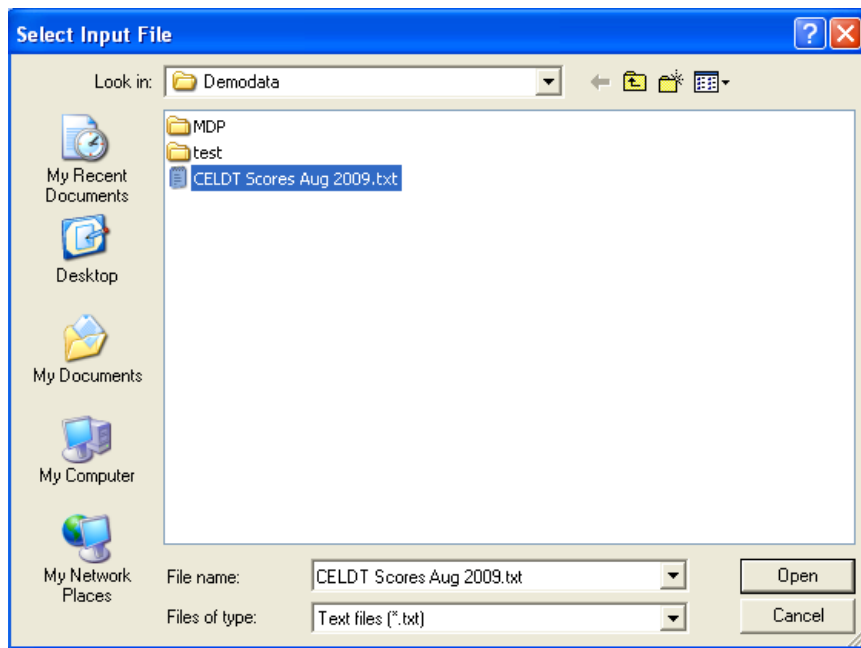 Select Input File
Look in: Demodata
MDP
test
CELDT Scores Aug 2009.txt
My Recent
Documents
Desktop
My Documents
My Computer
My Network
Places
File name: CELDT Scores Aug 2009.txt Open
Files of type: Text files (*.txt) Cancel